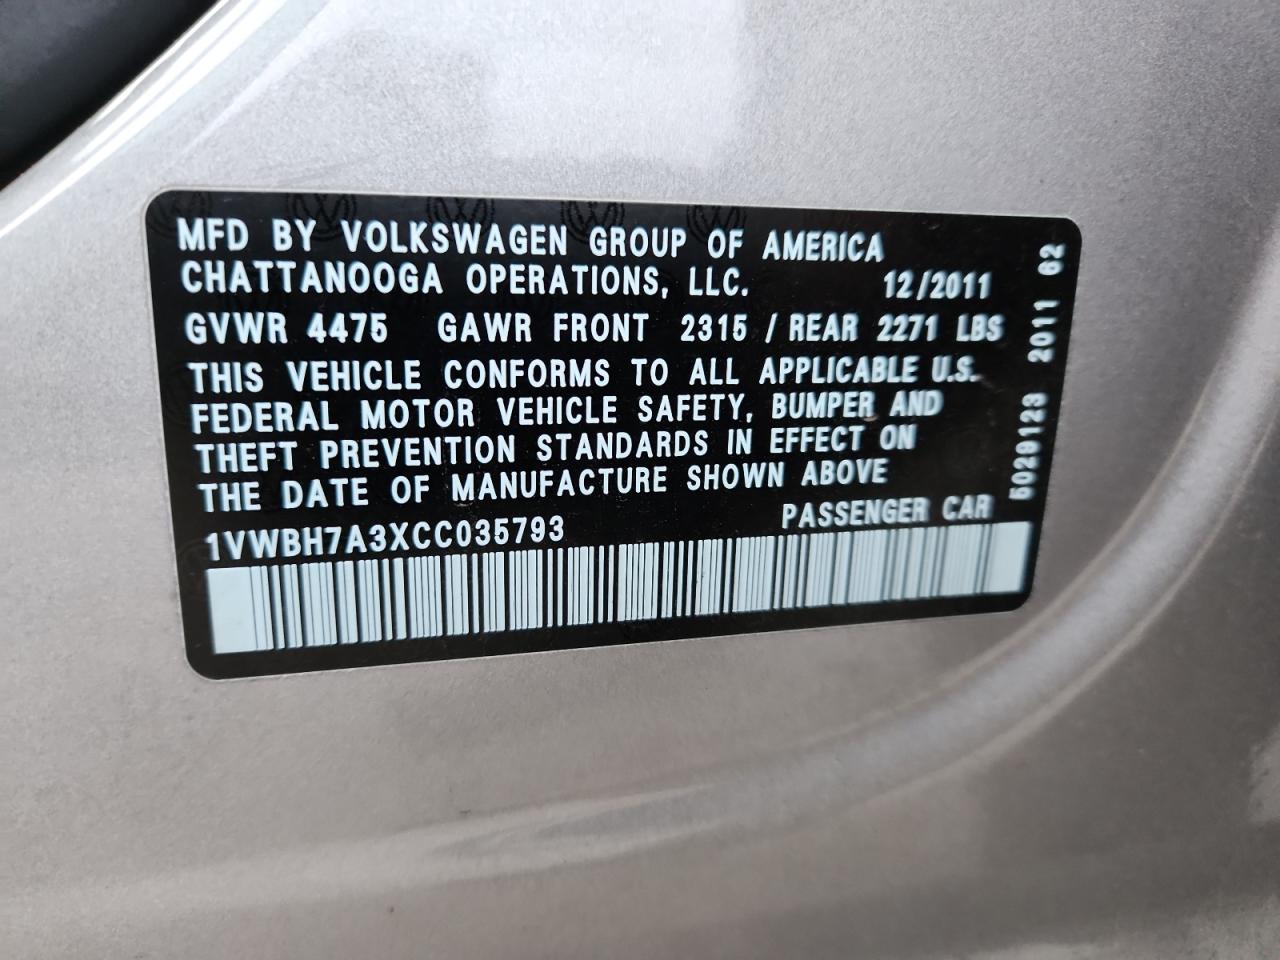 MFD BY VOLKSWAGEN GROUP OF AMERICA
CHATTANOOGA OPERATIONS, LLC. 12/2011
GVWR 4475 GAWR FRONT 2315 / REAR 2271 LBS
THIS VEHICLE CONFORMS TO ALL APPLICABLE U.S.
FEDERAL MOTOR VEHICLE SAFETY, BUMPER AND
THEFT PREVENTION STANDARDS IN EFFECT ON
THE DATE OF MANUFACTURE SHOWN ABOVE
1VWBH7A3XCC035793 PASSENGER CAR
5029123 2011 62